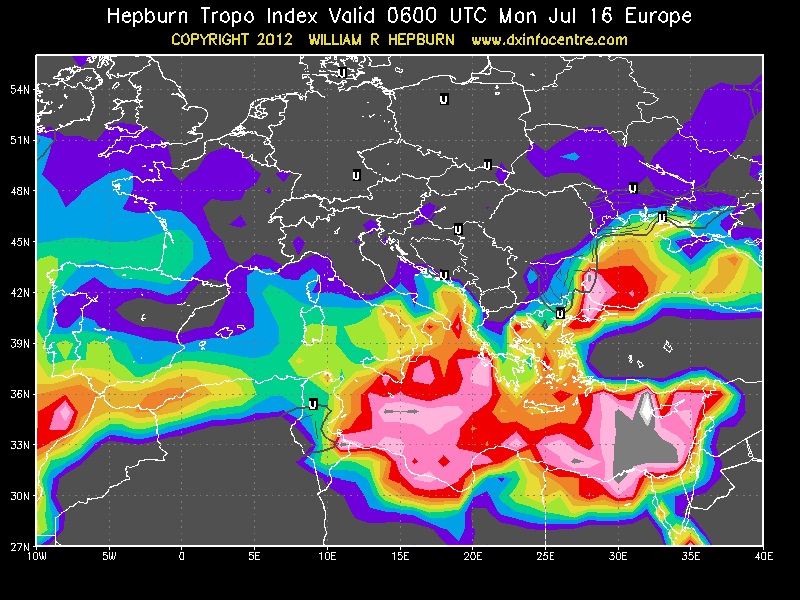 Hepburn Tropo Index Valid 0600 UTC Mon Jul 16 Europe
COPYRIGHT 2012 WILLIAM R HEPBURN www.dxinfocentre.com
U
54N
U
51N
U
U
48N
U
U
45N
U
U
42N
U
39N
36N
U
33N
30N
27N
10W 5W 0 5E 10E 15E 20E 25E 30E 35E 40E